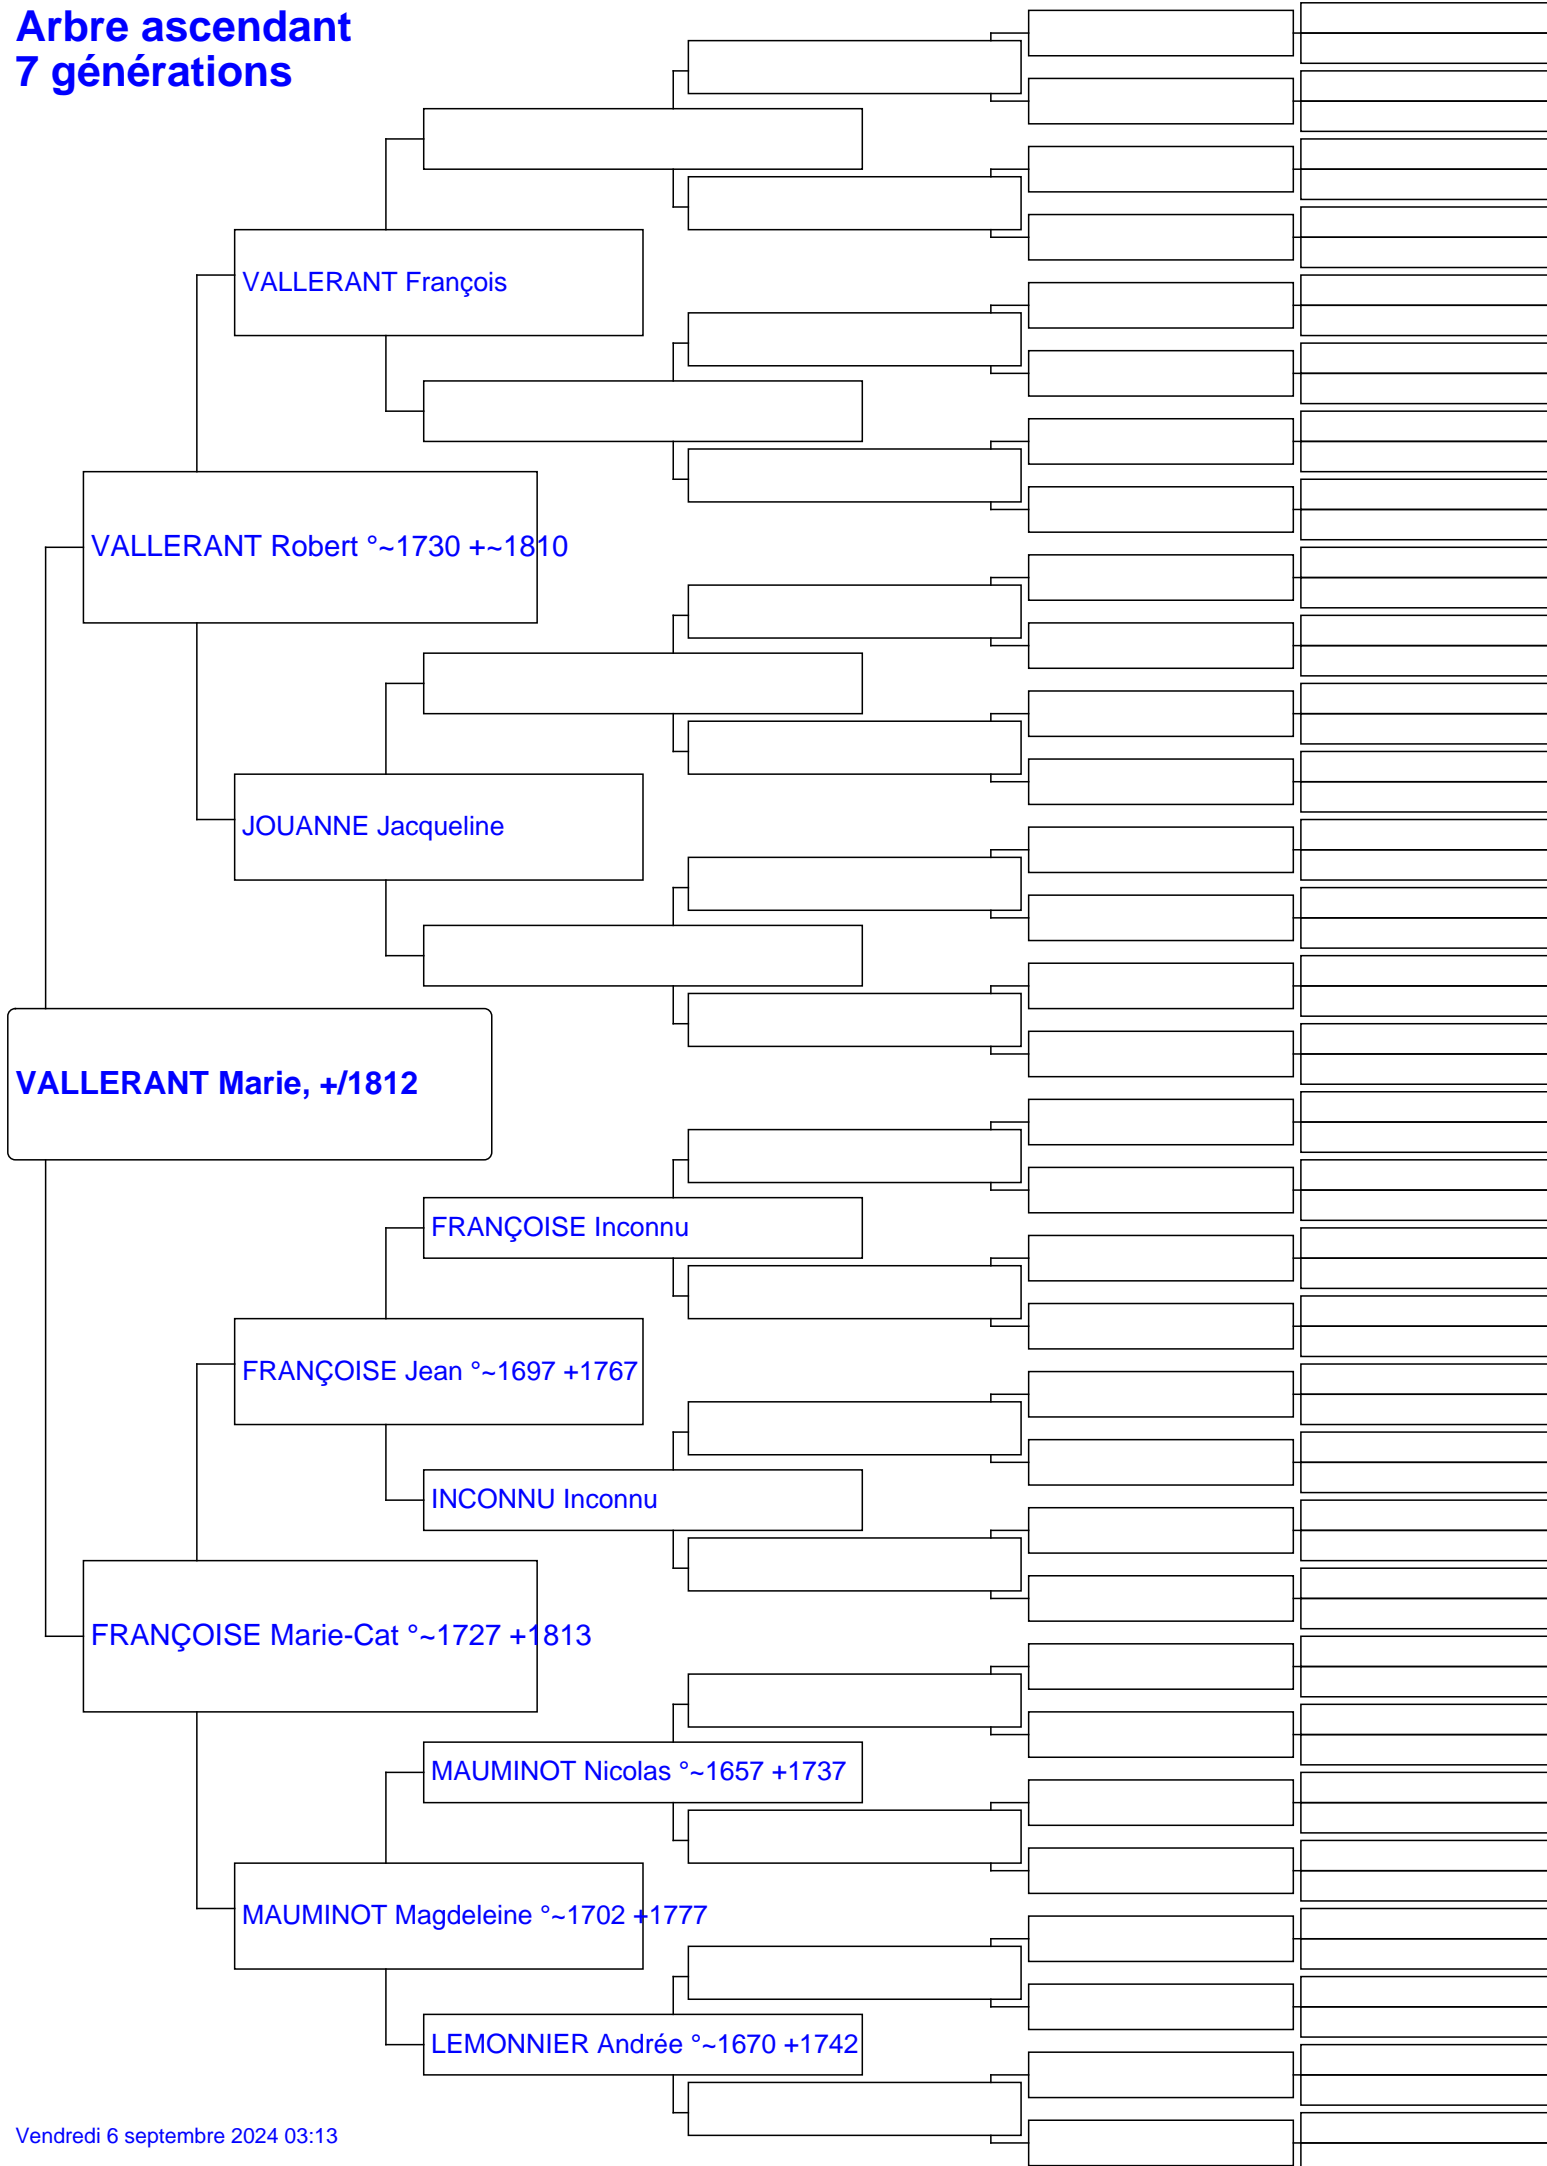 Arbre ascendant
7 générations
VALLERANT François
VALLERANT Robert °~1730 +~1810
JOUANNE Jacqueline
VALLERANT Marie, +/1812
FRANÇOISE Inconnu
FRANÇOISE Jean °~1697 +1767
INCONNU Inconnu
FRANÇOISE Marie-Cat °~1727 +1813
MAUMINOT Nicolas °~1657 +1737
MAUMINOT Magdeleine °~1702 +1777
LEMONNIER Andrée °~1670 +1742
Vendredi 6 septembre 2024 03:13